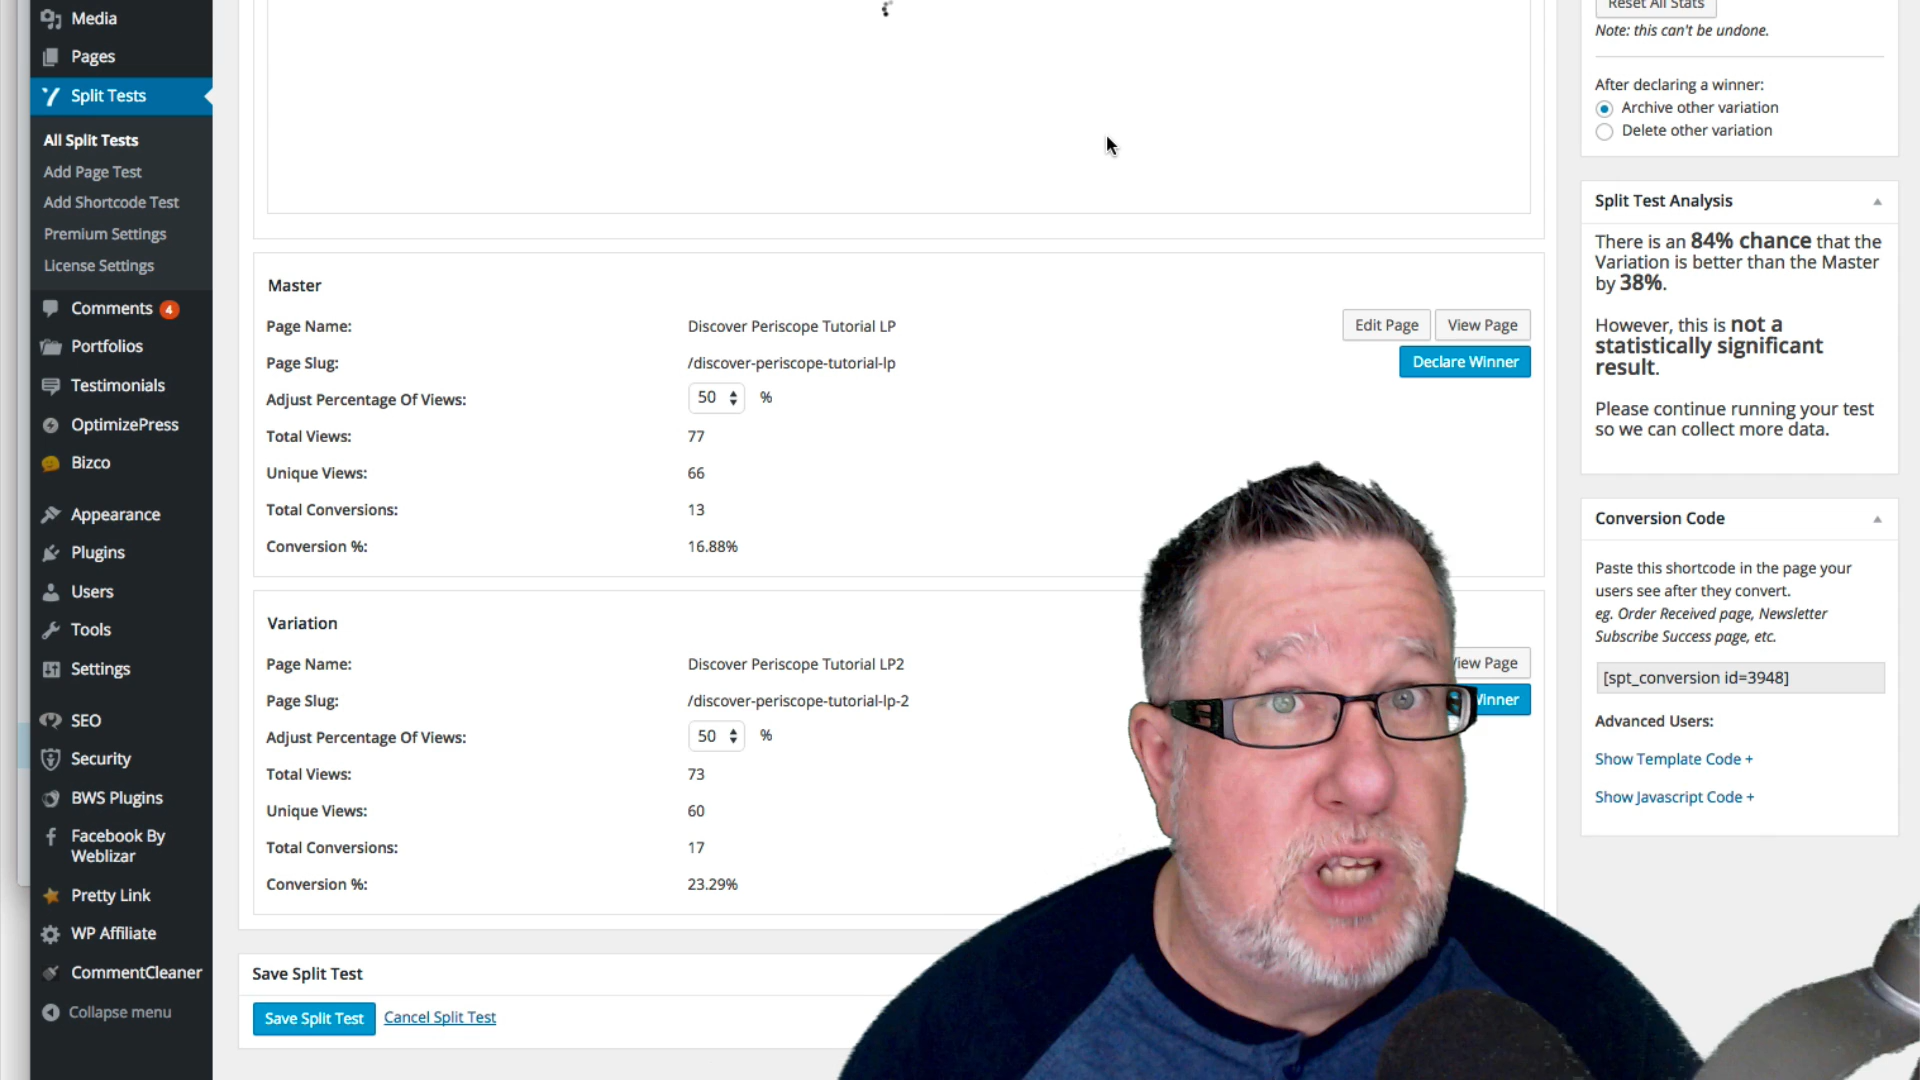 Media
Pages
Split Tests
All Split Tests
Add Page Test
Add Shortcode Test
Premium Settings
License Settings
Comments 4
Portfolios
Testimonials
OptimizePress
Bizco
Appearance
Plugins
Users
Tools
Settings
SEO
Security
BWS Plugins
Facebook By
Weblizar
Pretty Link
WP Affiliate
CommentCleaner
Collapse menu
Master
Page Name: Discover Periscope Tutorial LP Edit Page View Page
Page Slug: /discover-periscope-tutorial-lp Declare Winner
Adjust Percentage Of Views: 50 %
Total Views: 77
Unique Views: 66
Total Conversions: 13
Conversion %: 16.88%
Variation
Page Name: Discover Periscope Tutorial LP2 View Page
Page Slug: /discover-periscope-tutorial-lp-2 Winner
Adjust Percentage Of Views: 50 %
Total Views: 73
Unique Views: 60
Total Conversions: 17
Conversion %: 23.29%
Save Split Test
Save Split Test Cancel Split Test
Reset All Stats
Note: this can't be undone.
After declaring a winner:
Archive other variation
Delete other variation
Split Test Analysis
There is an 84% chance that the
Variation is better than the Master
by 38%.
However, this is not a
statistically significant
result.
Please continue running your test
so we can collect more data.
Conversion Code
Paste this shortcode in the page your
users see after they convert.
eg. Order Received page, Newsletter
Subscribe Success page, etc.
[spt_conversion id=3948]
Advanced Users:
Show Template Code +
Show Javascript Code +